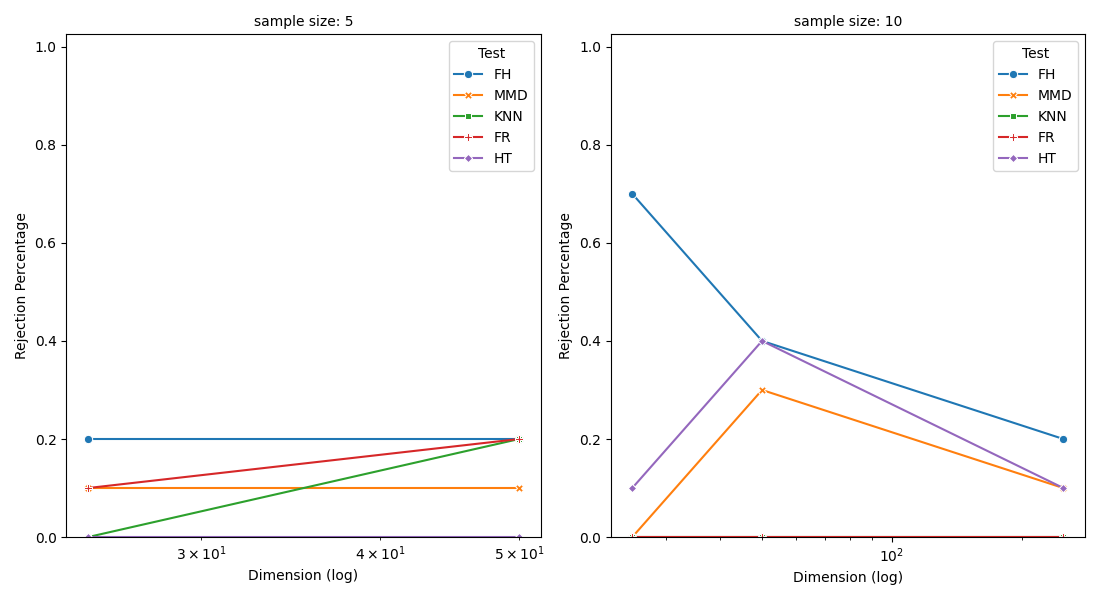 sample size: 5
Rejection Percentage
1.0
0.8
0.6
0.4
0.2
0.0
Test
FH
MMD
KNN
FR
HT
3 × 10¹
4 × 10¹
5 × 10¹
Dimension (log)
sample size: 10
Rejection Percentage
1.0
0.8
0.6
0.4
0.2
0.0
Test
FH
MMD
KNN
FR
HT
10²
Dimension (log)